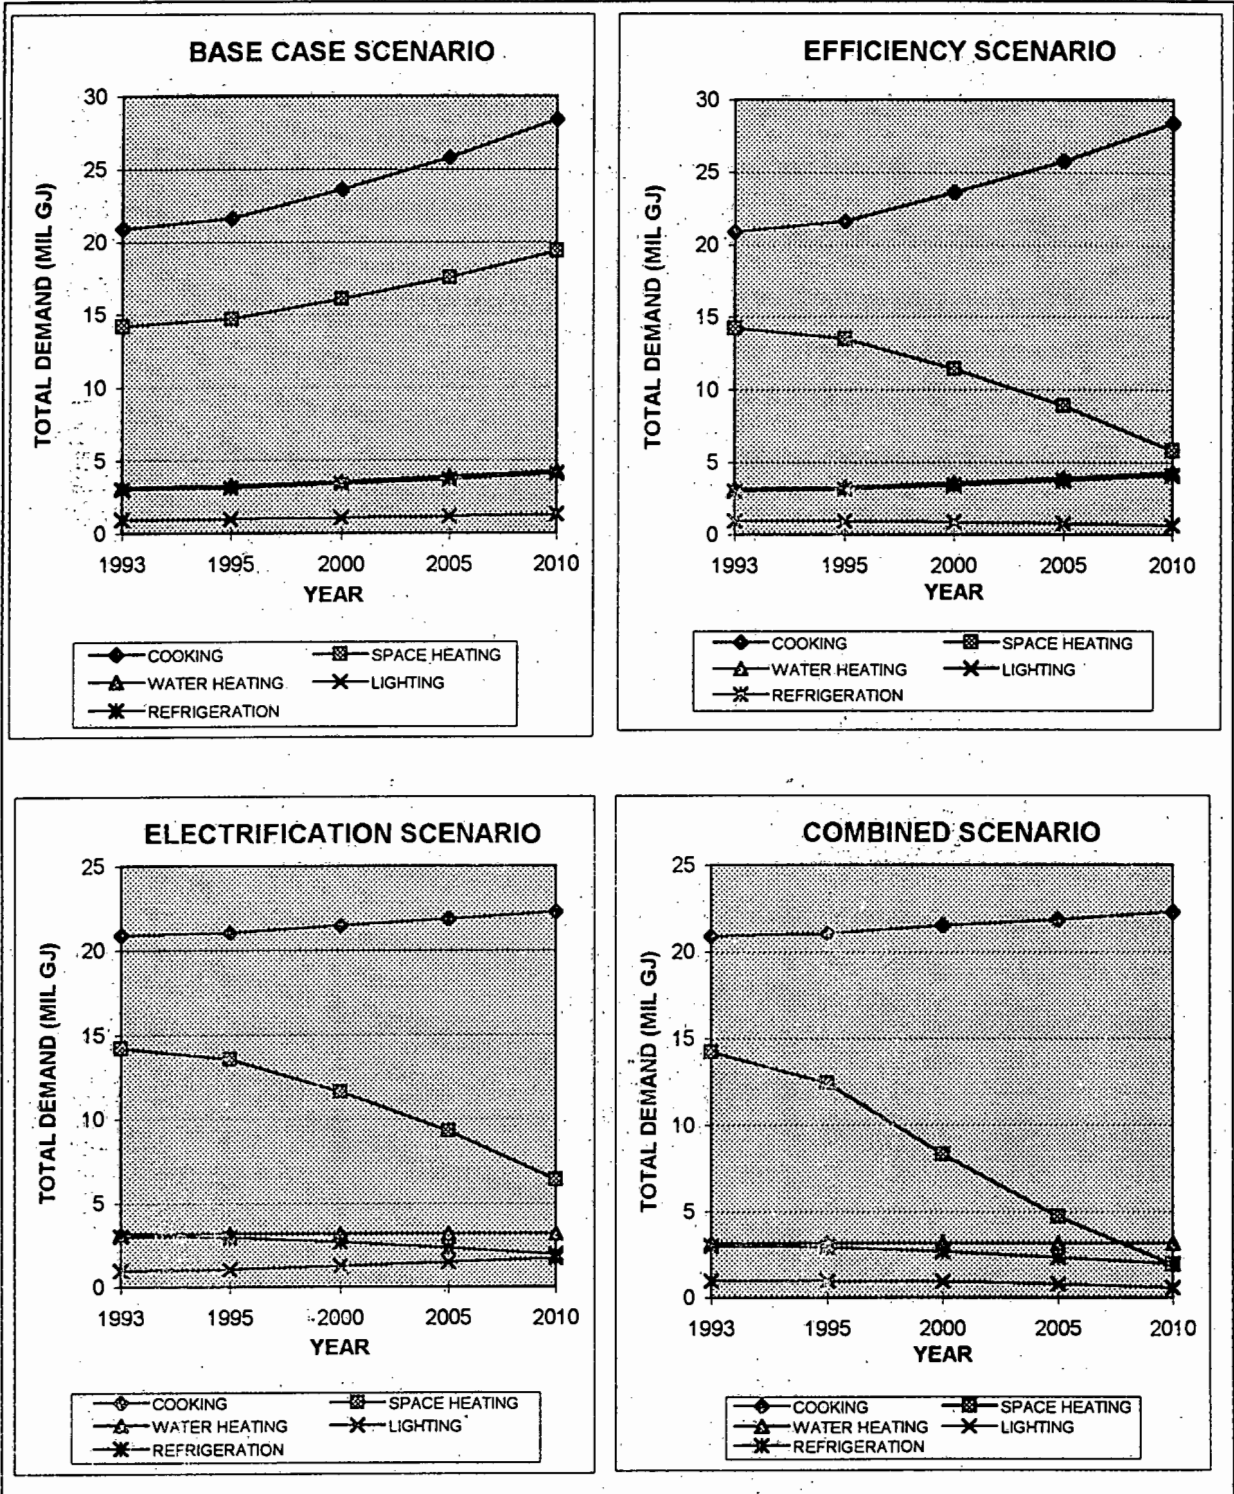 BASE CASE SCENARIO
TOTAL DEMAND (MIL GJ)
30
25
20
15
10
5
0
1993 1995 2000 2005 2010
YEAR
COOKING SPACE HEATING
WATER HEATING LIGHTING
REFRIGERATION
EFFICIENCY SCENARIO
TOTAL DEMAND (MIL GJ)
30
25
20
15
10
5
0
1993 1995 2000 2005 2010
YEAR
COOKING SPACE HEATING
WATER HEATING LIGHTING
REFRIGERATION
ELECTRIFICATION SCENARIO
TOTAL DEMAND (MIL GJ)
25
20
15
10
5
0
1993 1995 2000 2005 2010
YEAR
COOKING SPACE HEATING
WATER HEATING LIGHTING
REFRIGERATION
COMBINED SCENARIO
TOTAL DEMAND (MIL GJ)
25
20
15
10
5
0
1993 1995 2000 2005 2010
YEAR
COOKING SPACE HEATING
WATER HEATING LIGHTING
REFRIGERATION